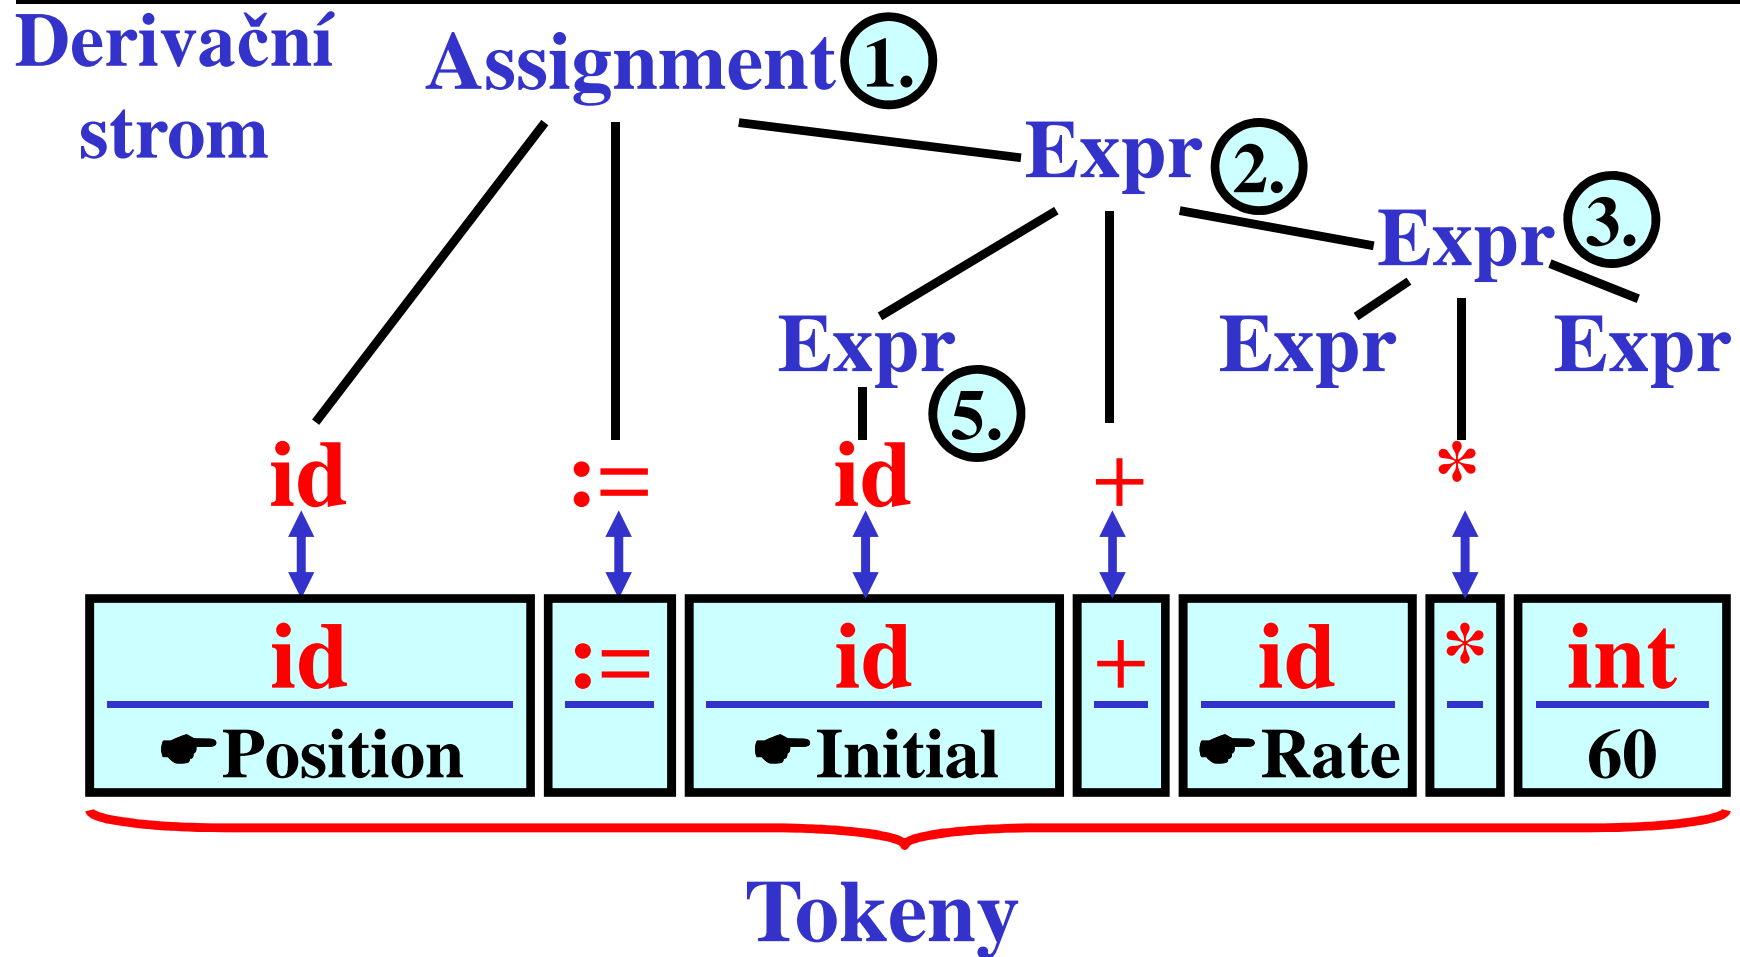 Derivační
strom
Assignment 1.
Expr 2.
Expr 3.
Expr Expr Expr
5.
id := id + *
id := id + id * int
☛Position ☛Initial ☛Rate 60
Tokeny